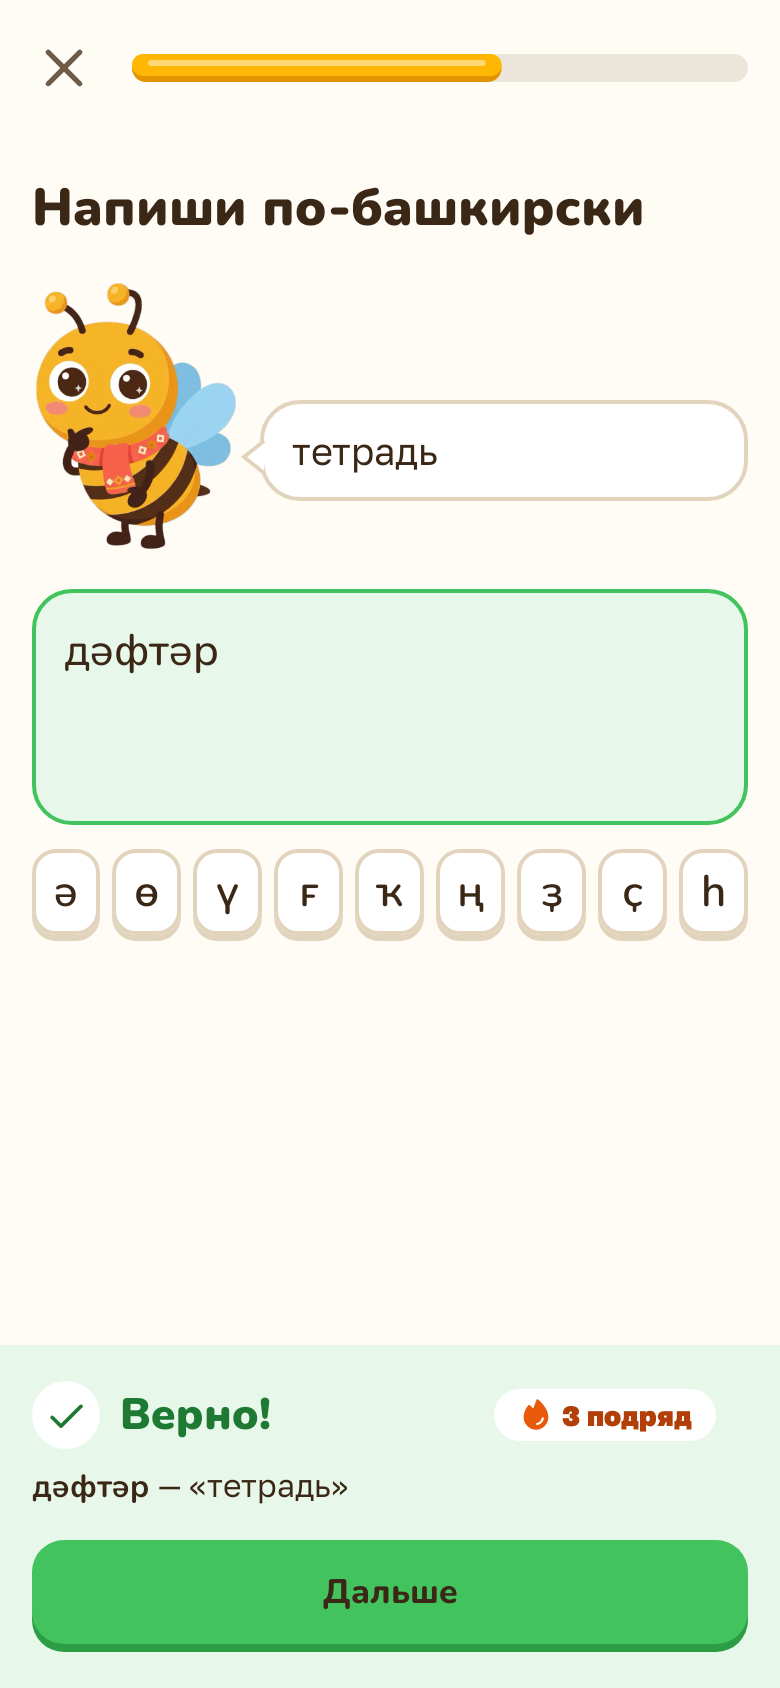 Напиши по-башкирски
тетрадь
дәфтәр
ә ө ү ғ ҡ ң ҙ ҫ һ
Верно!
3 подряд
дәфтәр — «тетрадь»
Дальше